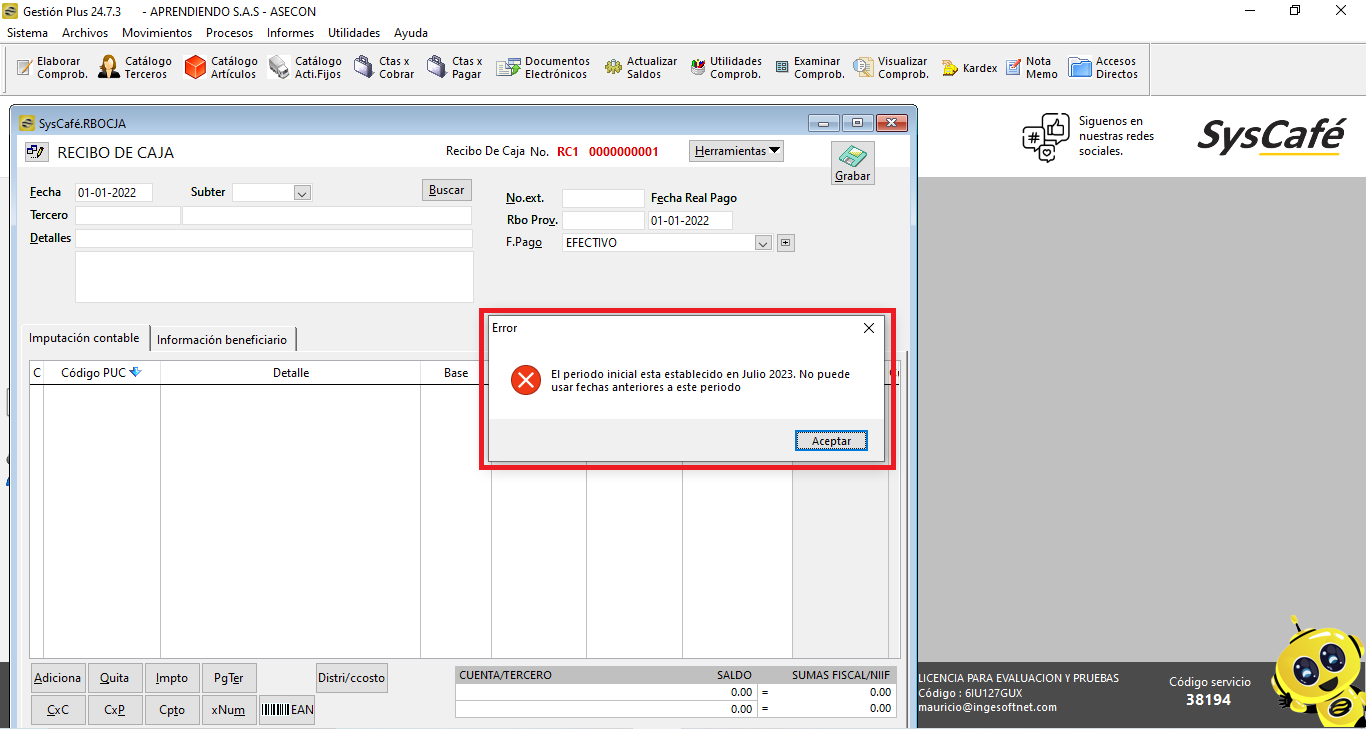 Gestión Plus 24.7.3 - APRENDIENDO S.A.S - ASECON
Sistema Archivos Movimientos Procesos Informes Utilidades Ayuda
Elaborar Comprob.
Catálogo Terceros
Catálogo Artículos
Catálogo Acti.Fijos
Ctas x Cobrar
Ctas x Pagar
Documentos Electrónicos
Actualizar Saldos
Utilidades Comprob.
Examinar Comprob.
Visualizar Comprob.
Kardex
Nota Memo
Accesos Directos
SysCafé.RBOCJA
Siguenos en
nuestras redes
sociales.
SysCafé
RECIBO DE CAJA
Recibo De Caja No. RC1 0000000001
Herramientas
Grabar
Fecha 01-01-2022 Subter
Buscar
Tercero
Detalles
No.ext. Fecha Real Pago
Rbo Prov. 01-01-2022
F.Pago EFECTIVO
Imputación contable Información beneficiario
C Código PUC Detalle Base
Error
El periodo inicial esta establecido en Julio 2023. No puede
usar fechas anteriores a este periodo
Aceptar
Adiciona Quita Impto PgTer Distri/ccosto
CxC CxP Cpto xNum EAN
CUENTA/TERCERO SALDO SUMAS FISCAL/NIIF
0.00 = 0.00
0.00 = 0.00
LICENCIA PARA EVALUACION Y PRUEBAS
Código : 6IU127GUX
mauricio@ingesoftnet.com
Código servicio
38194